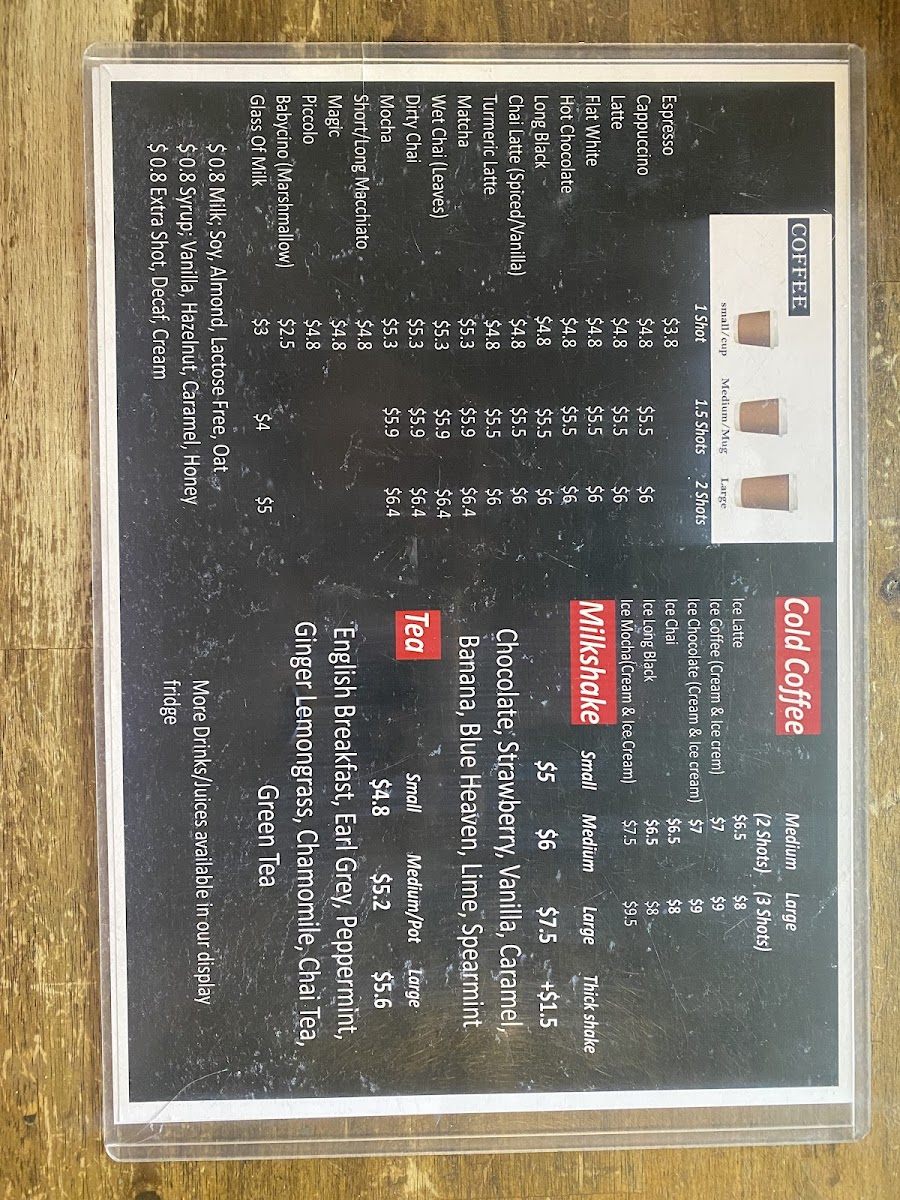 COFFEE
small/cup Medium/Mug Large
1 Shot 1.5 Shots 2 Shots
Espresso $3.8
Cappuccino $4.8 $5.5 $6
Latte $4.8 $5.5 $6
Flat White $4.8 $5.5 $6
Hot Chocolate $4.8 $5.5 $6
Long Black $4.8 $5.5 $6
Chai Latte (Spiced/Vanilla) $4.8 $5.5 $6
Turmeric Latte $4.8 $5.5 $6
Matcha $5.3 $5.9 $6.4
Wet Chai (Leaves) $5.3 $5.9 $6.4
Dirty Chai $5.3 $5.9 $6.4
Mocha $5.3 $5.9 $6.4
Short/Long Macchiato $4.8
Magic $4.8
Piccolo $4.8
Babycino (Marshmallow) $2.5
Glass Of Milk $3 $4 $5
$ 0.8 Milk; Soy, Almond, Lactose Free, Oat
$ 0.8 Syrup; Vanilla, Hazelnut, Caramel, Honey
$ 0.8 Extra Shot, Decaf, Cream
Cold Coffee Medium Large
(2 Shots) (3 Shots)
Ice Latte $6.5 $8
Ice Coffee (Cream & Ice crem) $7 $9
Ice Chocolate (Cream & Ice cream) $7 $9
Ice Chai $6.5 $8
Ice Long Black $6.5 $8
Ice Mocha(Cream & Ice Cream) $7.5 $9.5
Milkshake Small Medium Large Thick shake
$5 $6 $7.5 +$1.5
Chocolate, Strawberry, Vanilla, Caramel,
Banana, Blue Heaven, Lime, Spearmint
Tea Small Medium/Pot Large
$4.8 $5.2 $5.6
English Breakfast, Earl Grey, Peppermint,
Ginger Lemongrass, Chamomile, Chai Tea,
Green Tea
More Drinks/Juices available in our display
fridge